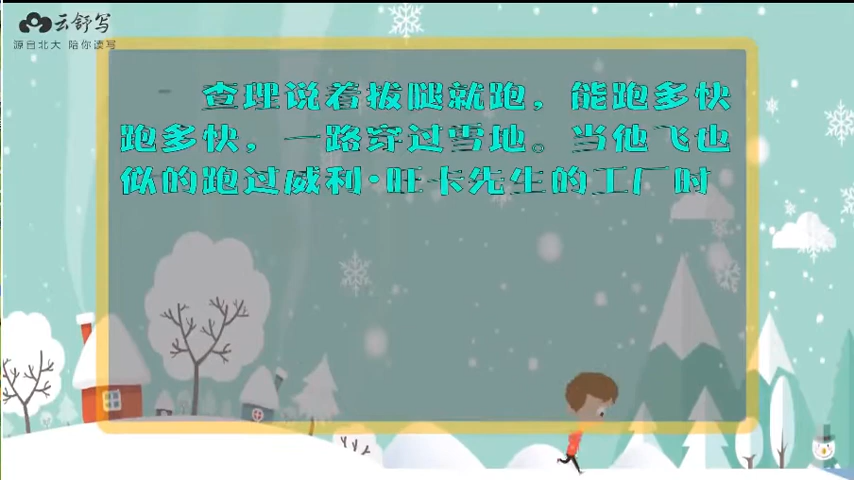 云舒写
源自北大 陪你读写
查理说着拔腿就跑，能跑多快
跑多快，一路穿过雪地。当他飞也
似的跑过威利·旺卡先生的工厂时